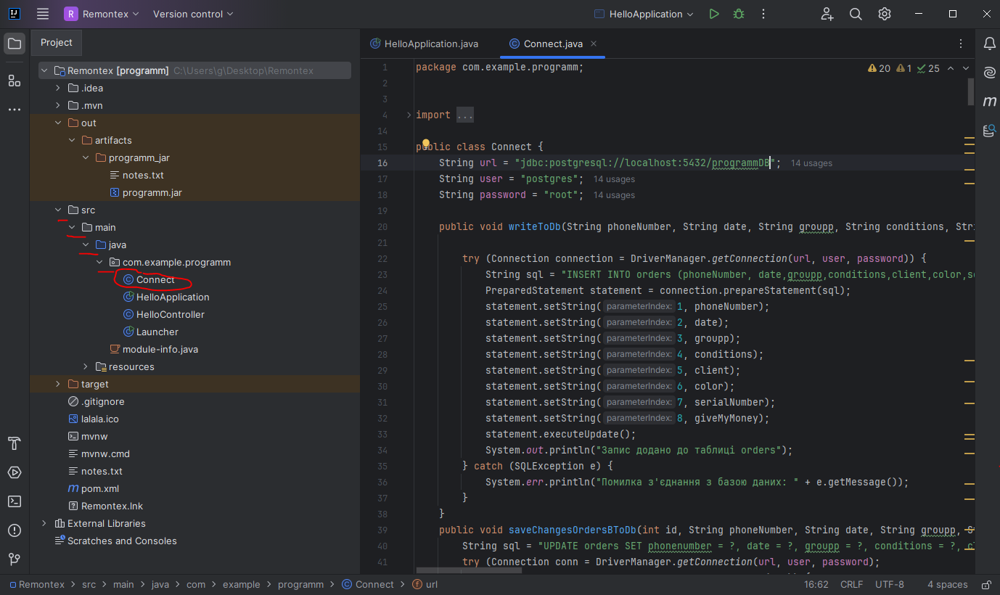 R Remontex Version control HelloApplication
Project
Remontex [programm] C:\Users\g\Desktop\Remontex
.idea
.mvn
out
artifacts
programm_jar
notes.txt
programm.jar
src
main
java
com.example.programm
Connect
HelloApplication
HelloController
Launcher
module-info.java
resources
target
.gitignore
lalala.ico
mvnw
mvnw.cmd
notes.txt
pom.xml
Remontex.lnk
External Libraries
Scratches and Consoles
HelloApplication.java Connect.java
20 1 25
1 package com.example.programm;
2
3
4 import ...
14
15 public class Connect {
16 String url = "jdbc:postgresql://localhost:5432/programmDB"; 14 usages
17 String user = "postgres"; 14 usages
18 String password = "root"; 14 usages
19
20 public void writeToDb(String phoneNumber, String date, String groupp, String conditions, Str
21
22 try (Connection connection = DriverManager.getConnection(url, user, password)) {
23 String sql = "INSERT INTO orders (phoneNumber, date,groupp,conditions,client,color,se
24 PreparedStatement statement = connection.prepareStatement(sql);
25 statement.setString( parameterIndex: 1, phoneNumber);
26 statement.setString( parameterIndex: 2, date);
27 statement.setString( parameterIndex: 3, groupp);
28 statement.setString( parameterIndex: 4, conditions);
29 statement.setString( parameterIndex: 5, client);
30 statement.setString( parameterIndex: 6, color);
31 statement.setString( parameterIndex: 7, serialNumber);
32 statement.setString( parameterIndex: 8, giveMyMoney);
33 statement.executeUpdate();
34 System.out.println("Запис додано до таблиці orders");
35 } catch (SQLException e) {
36 System.err.println("Помилка з'єднання з базою даних: " + e.getMessage());
37 }
38 }
39 public void saveChangesOrdersBToDb(int id, String phoneNumber, String date, String groupp, S
40 String sql = "UPDATE orders SET phonenumber = ?, date = ?, groupp = ?, conditions = ?, cl
41 try (Connection conn = DriverManager.getConnection(url, user, password);
Remontex > src > main > java > com > example > programm > Connect > url 16:62 CRLF UTF-8 4 spaces